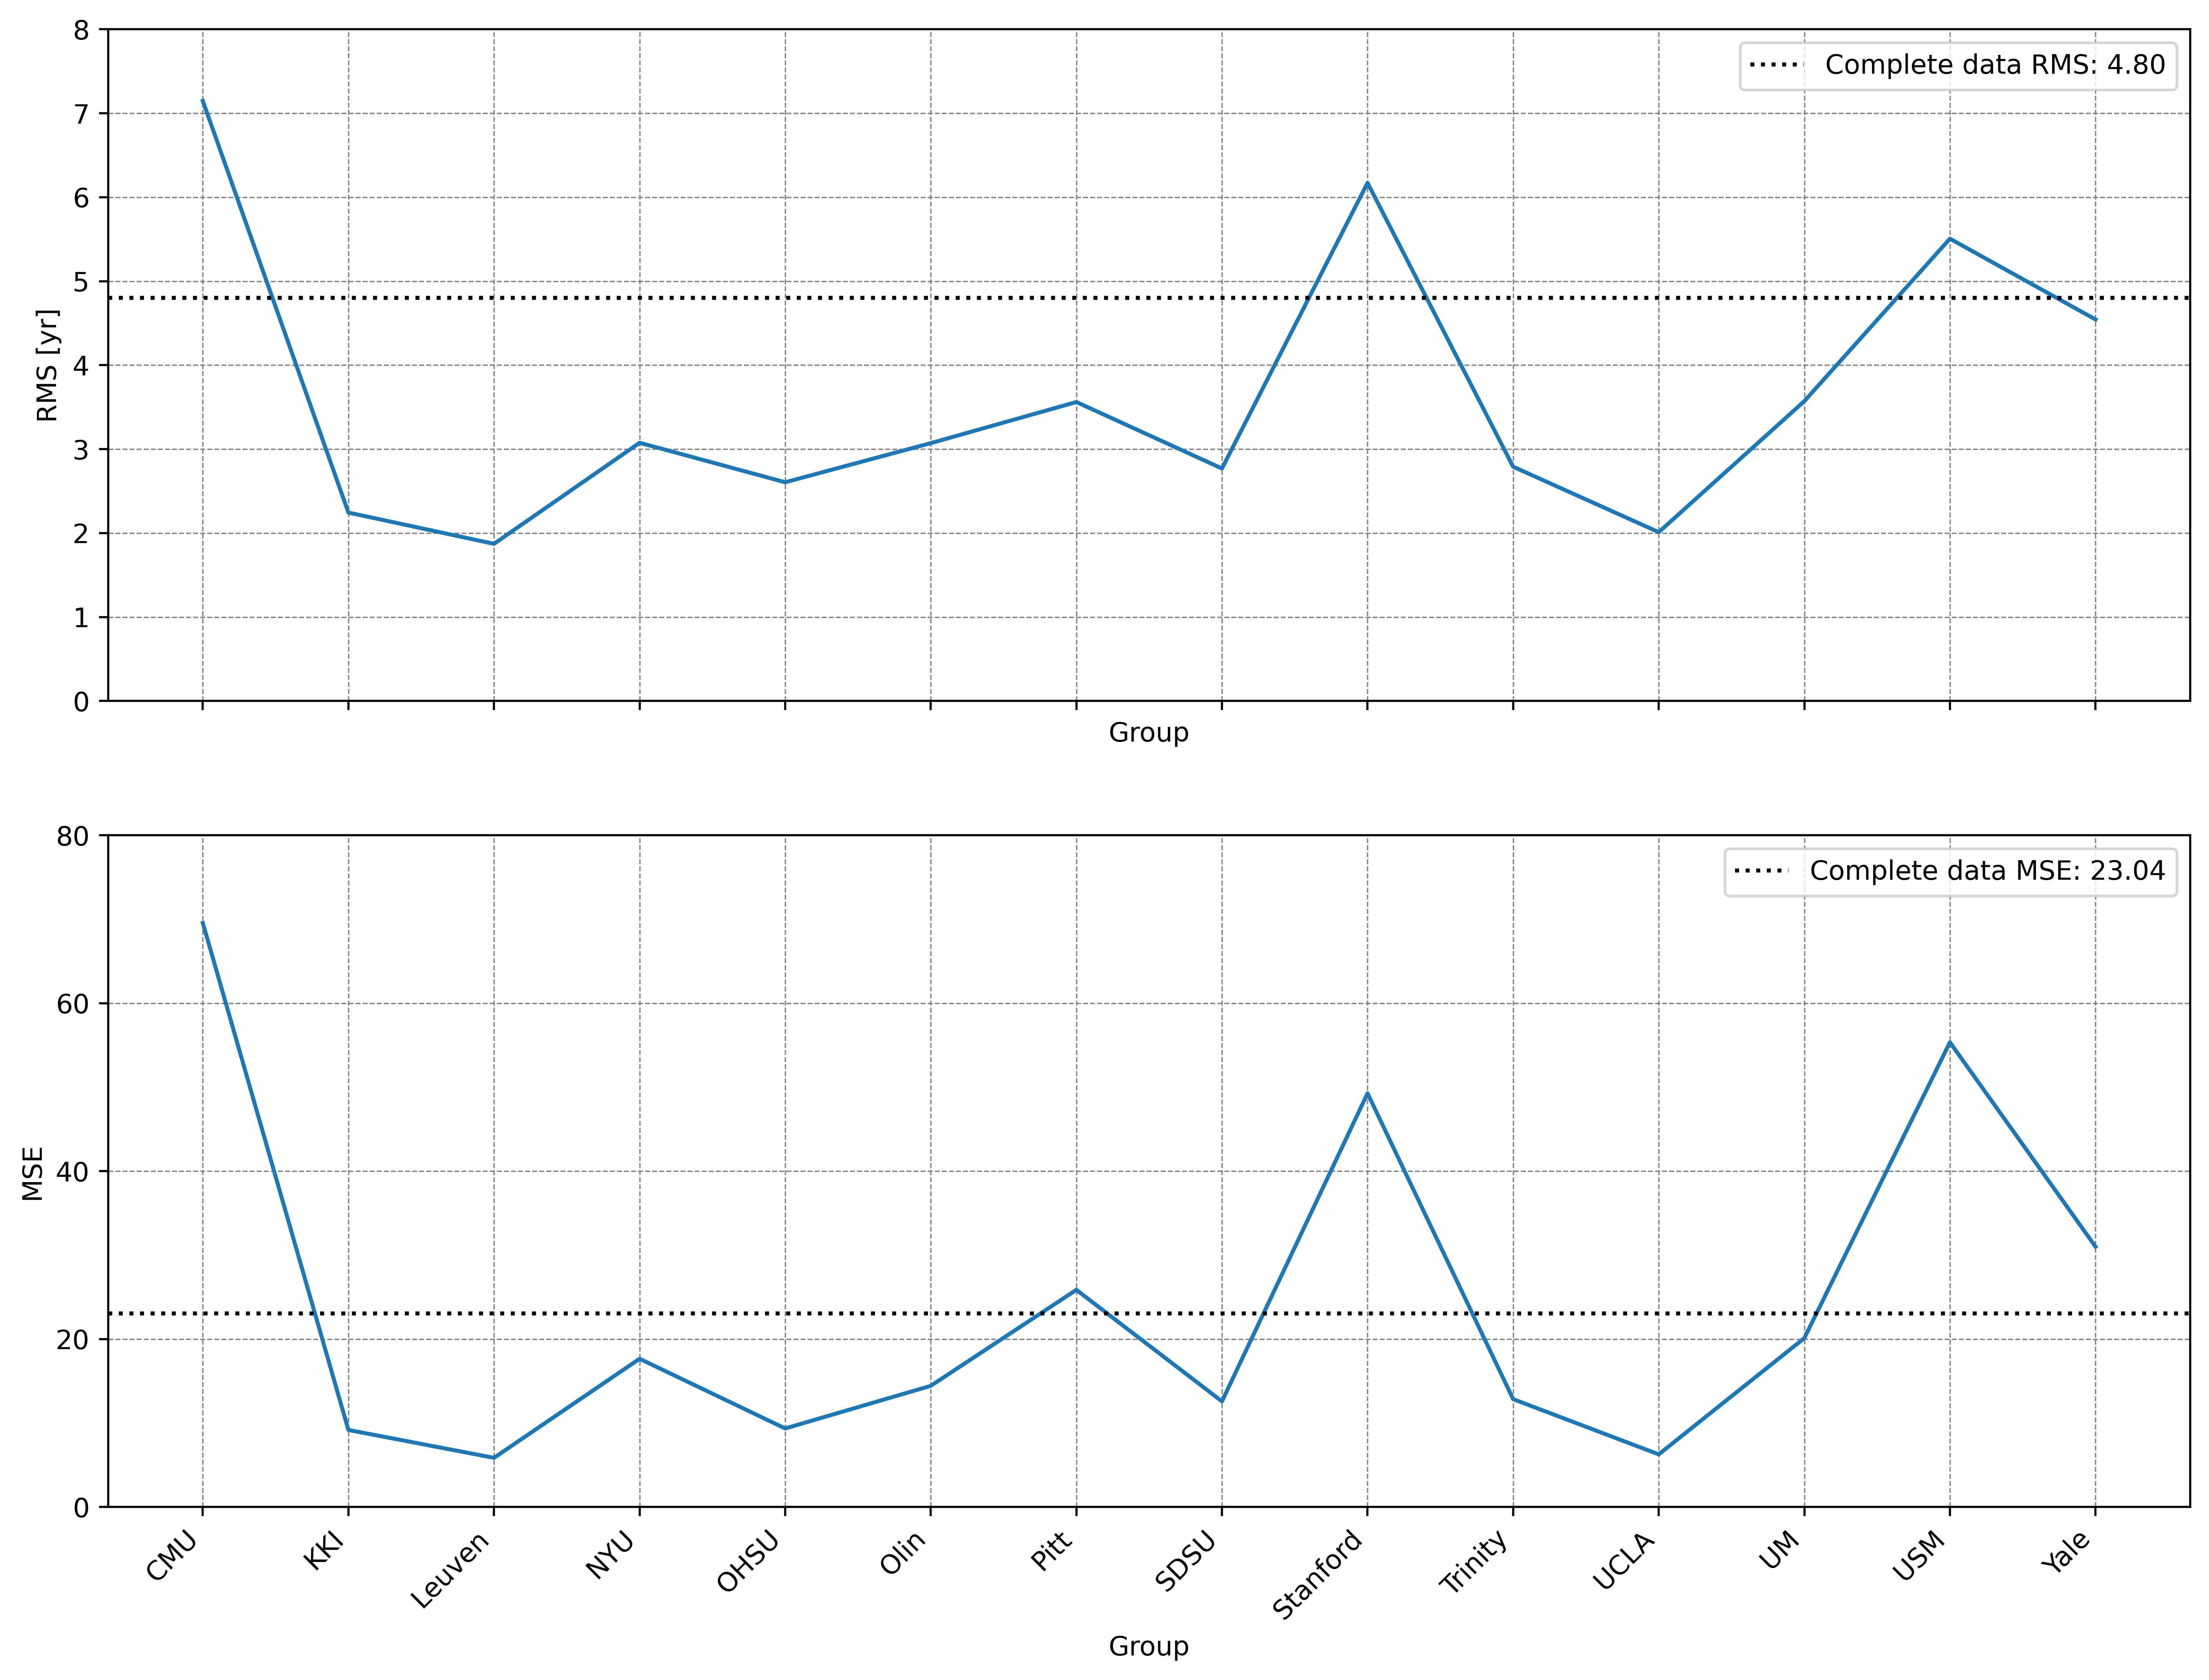 8
7
6
5
4
3
2
1
0
RMS [yr]
Complete data RMS: 4.80
Group
80
60
40
20
0
MSE
Complete data MSE: 23.04
CMU
KKI
Leuven
NYU
OHSU
Olin
Pitt
SDSU
Stanford
Trinity
UCLA
UM
USM
Yale
Group